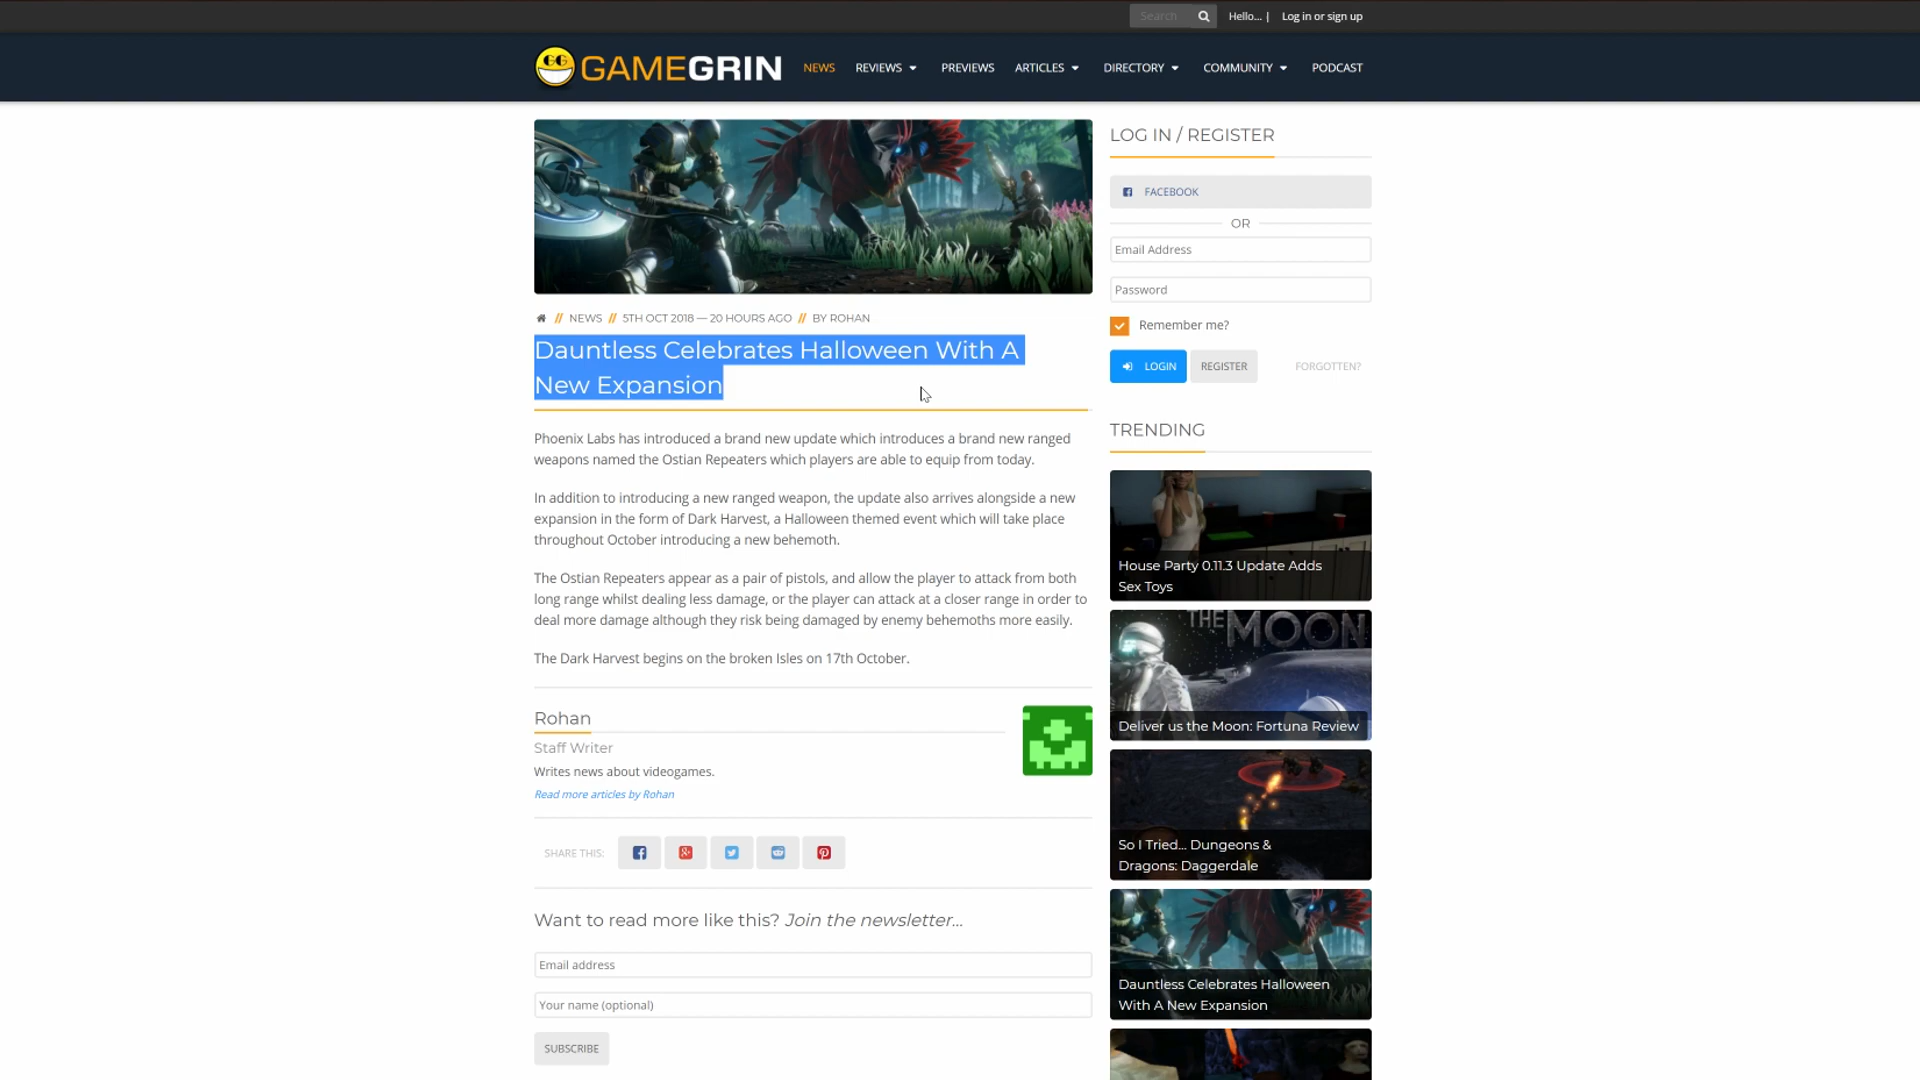 Search
Hello... |
Log in or sign up
GAMEGRIN
NEWS
REVIEWS
PREVIEWS
ARTICLES
DIRECTORY
COMMUNITY
PODCAST
// NEWS // 5TH OCT 2018 — 20 HOURS AGO // BY ROHAN
Dauntless Celebrates Halloween With A
New Expansion
Phoenix Labs has introduced a brand new update which introduces a brand new ranged
weapons named the Ostian Repeaters which players are able to equip from today.
In addition to introducing a new ranged weapon, the update also arrives alongside a new
expansion in the form of Dark Harvest, a Halloween themed event which will take place
throughout October introducing a new behemoth.
The Ostian Repeaters appear as a pair of pistols, and allow the player to attack from both
long range whilst dealing less damage, or the player can attack at a closer range in order to
deal more damage although they risk being damaged by enemy behemoths more easily.
The Dark Harvest begins on the broken Isles on 17th October.
Rohan
Staff Writer
Writes news about videogames.
Read more articles by Rohan
SHARE THIS:
Want to read more like this? Join the newsletter...
Email address
Your name (optional)
SUBSCRIBE
LOG IN / REGISTER
FACEBOOK
OR
Email Address
Password
Remember me?
LOGIN
REGISTER
FORGOTTEN?
TRENDING
House Party 0.11.3 Update Adds
Sex Toys
THE MOON
Deliver us the Moon: Fortuna Review
So I Tried... Dungeons &
Dragons: Daggerdale
Dauntless Celebrates Halloween
With A New Expansion